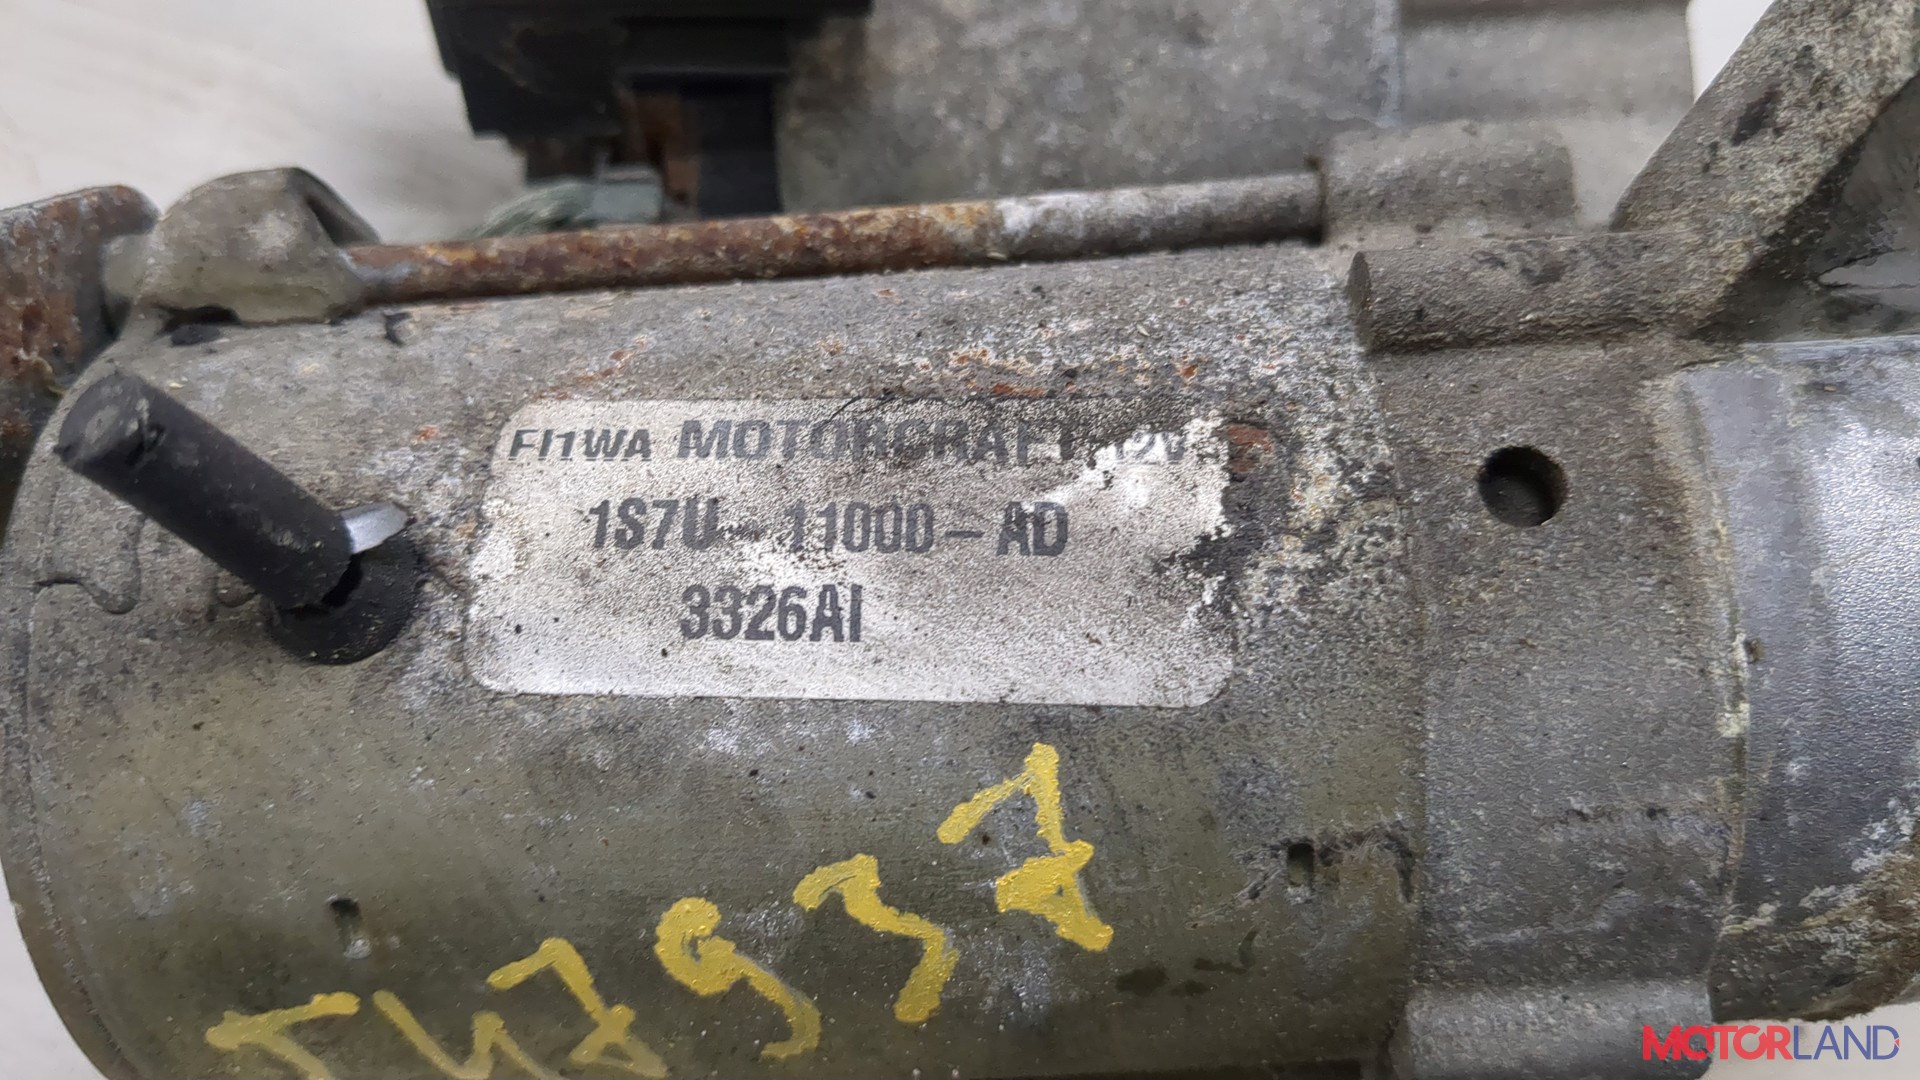 FI1WA MOTORCRAFT 12V
1S7U-11000-AD
3326AI
MOTORLAND